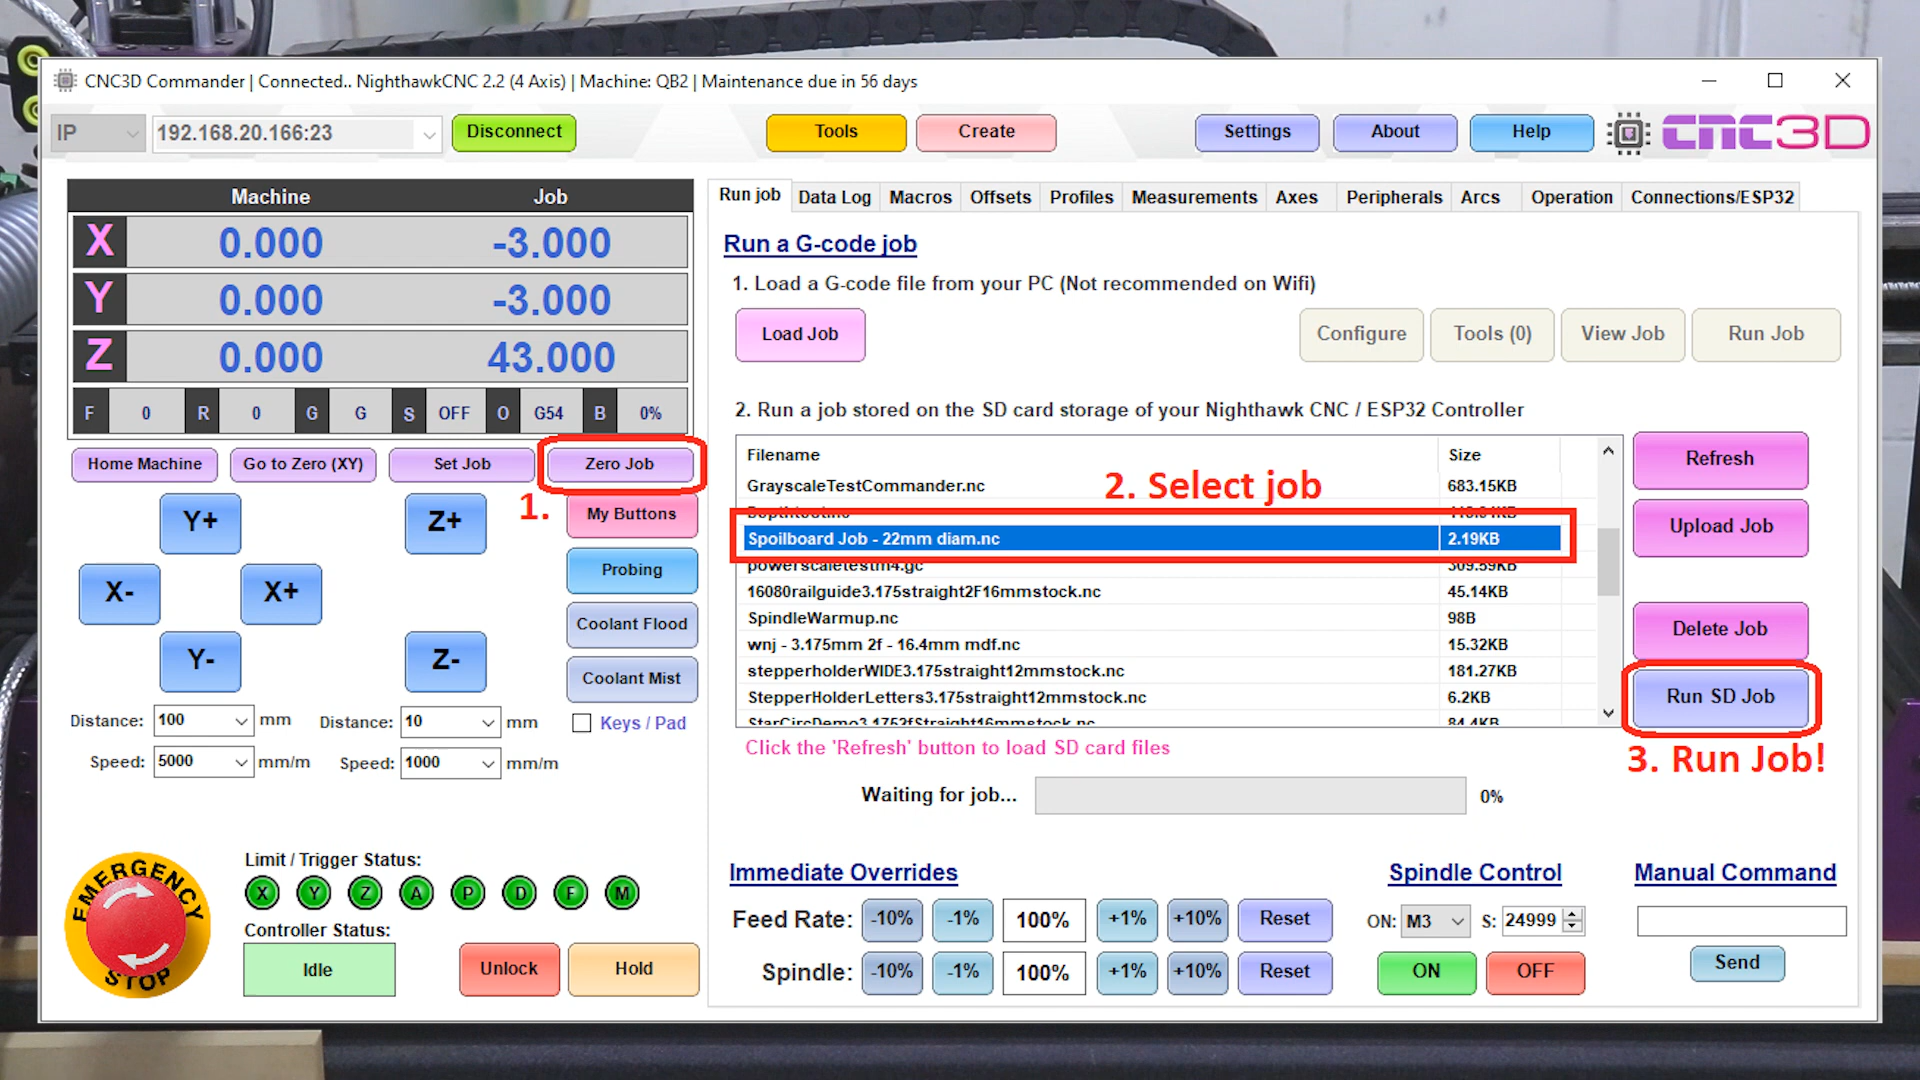 CNC3D Commander | Connected.. NighthawkCNC 2.2 (4 Axis) | Machine: QB2 | Maintenance due in 56 days
IP 192.168.20.166:23 Disconnect Tools Create Settings About Help CNC3D
Machine Job
X 0.000 -3.000
Y 0.000 -3.000
Z 0.000 43.000
F 0 R 0 G G S OFF O G54 B 0%
Home Machine Go to Zero (XY) Set Job Zero Job
1.
Y+ Z+ My Buttons
Probing
X- X+
Coolant Flood
Y- Z-
Coolant Mist
Distance: 100 mm Distance: 10 mm Keys / Pad
Speed: 5000 mm/m Speed: 1000 mm/m
EMERGENCY
STOP
Limit / Trigger Status:
X Y Z A P D F M
Controller Status:
Idle Unlock Hold
Run job Data Log Macros Offsets Profiles Measurements Axes Peripherals Arcs Operation Connections/ESP32
Run a G-code job
1. Load a G-code file from your PC (Not recommended on Wifi)
Load Job Configure Tools (0) View Job Run Job
2. Run a job stored on the SD card storage of your Nighthawk CNC / ESP32 Controller
Filename Size
GrayscaleTestCommander.nc 683.15KB
2. Select job
Spoilboard Job - 22mm diam.nc 2.19KB
powerscaletestm4.gc 309.59KB
16080railguide3.175straight2F16mmstock.nc 45.14KB
SpindleWarmup.nc 98B
wnj - 3.175mm 2f - 16.4mm mdf.nc 15.32KB
stepperholderWIDE3.175straight12mmstock.nc 181.27KB
StepperHolderLetters3.175straight12mmstock.nc 6.2KB
StarCircDemo3.1752fStraight16mm.nc 84.4KB
Refresh
Upload Job
Delete Job
Run SD Job
3. Run Job!
Click the 'Refresh' button to load SD card files
Waiting for job... 0%
Immediate Overrides
Feed Rate: -10% -1% 100% +1% +10% Reset
Spindle: -10% -1% 100% +1% +10% Reset
Spindle Control
ON: M3 S: 24999
ON OFF
Manual Command
Send